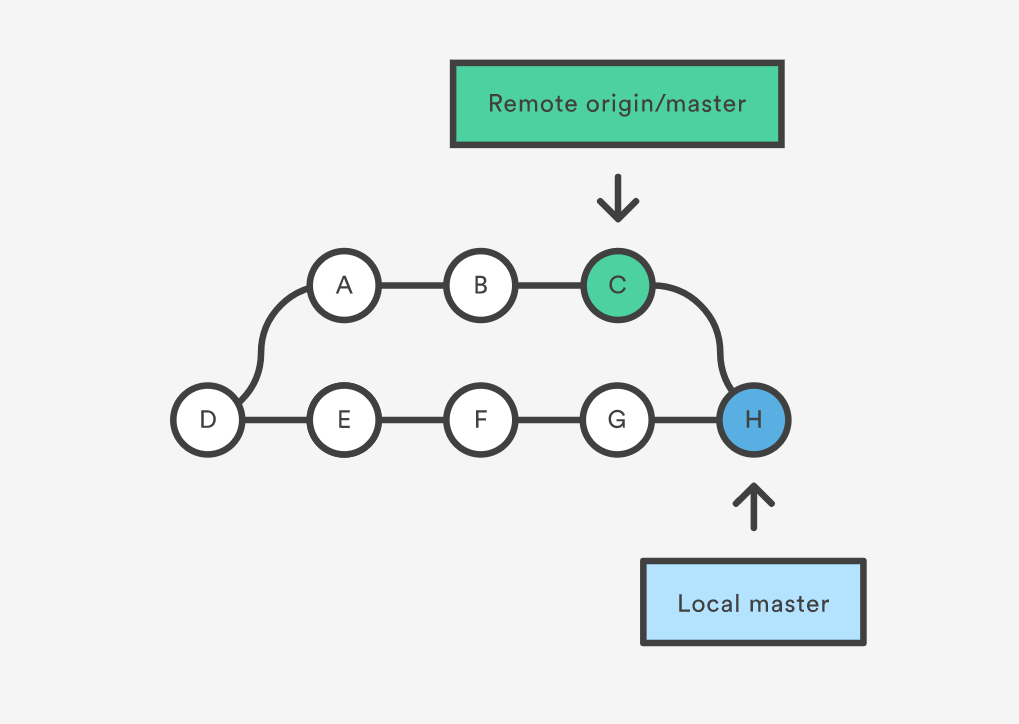 Remote origin/master
A B C
D E F G H
Local master